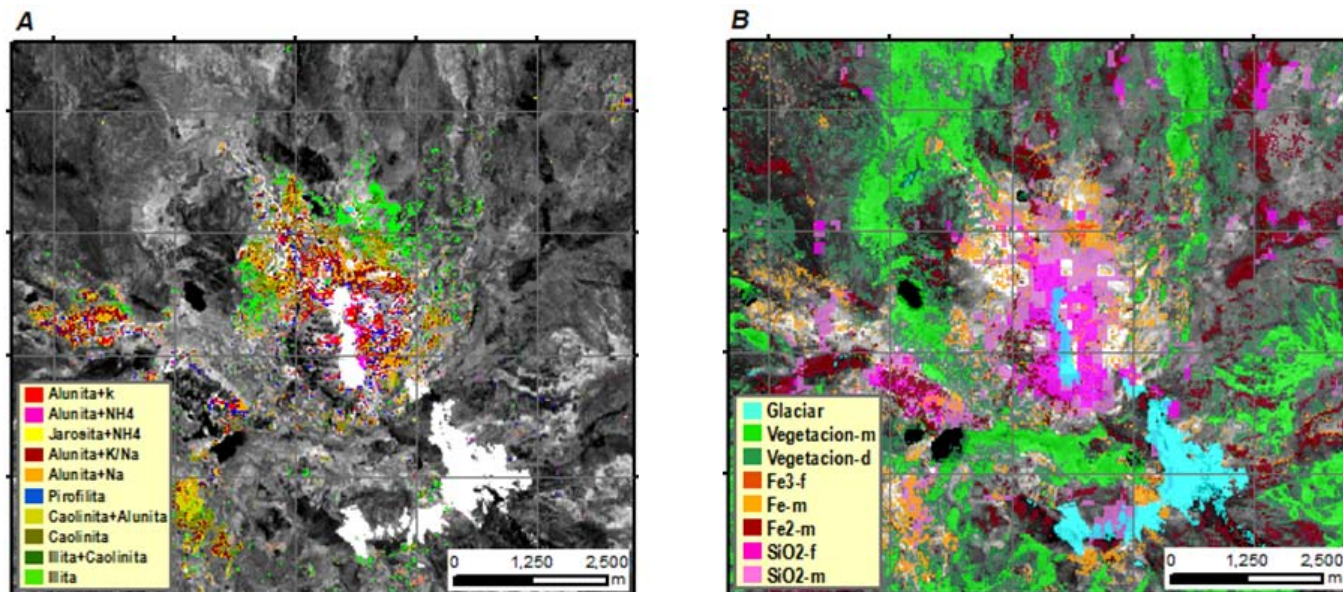 A
Alunita+k
Alunita+NH4
Jarosita+NH4
Alunita+K/Na
Alunita+Na
Pirofilita
Caolinita+Alunita
Caolinita
Illita+Caolinita
Illita
0 1,250 2,500
m
B
Glaciar
Vegetacion-m
Vegetacion-d
Fe3-f
Fe-m
Fe2-m
SiO2-f
SiO2-m
0 1,250 2,500
m